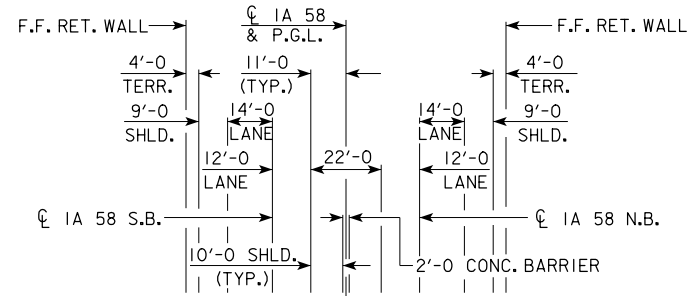 ℄ IA 58
& P.G.L.
F.F. RET. WALL
F.F. RET. WALL
4'-0
TERR.
11'-0
(TYP.)
4'-0
TERR.
9'-0
SHLD.
14'-0
LANE
14'-0
LANE
9'-0
SHLD.
12'-0
LANE
22'-0
12'-0
LANE
℄ IA 58 S.B.
℄ IA 58 N.B.
10'-0 SHLD.
(TYP.)
2'-0 CONC. BARRIER